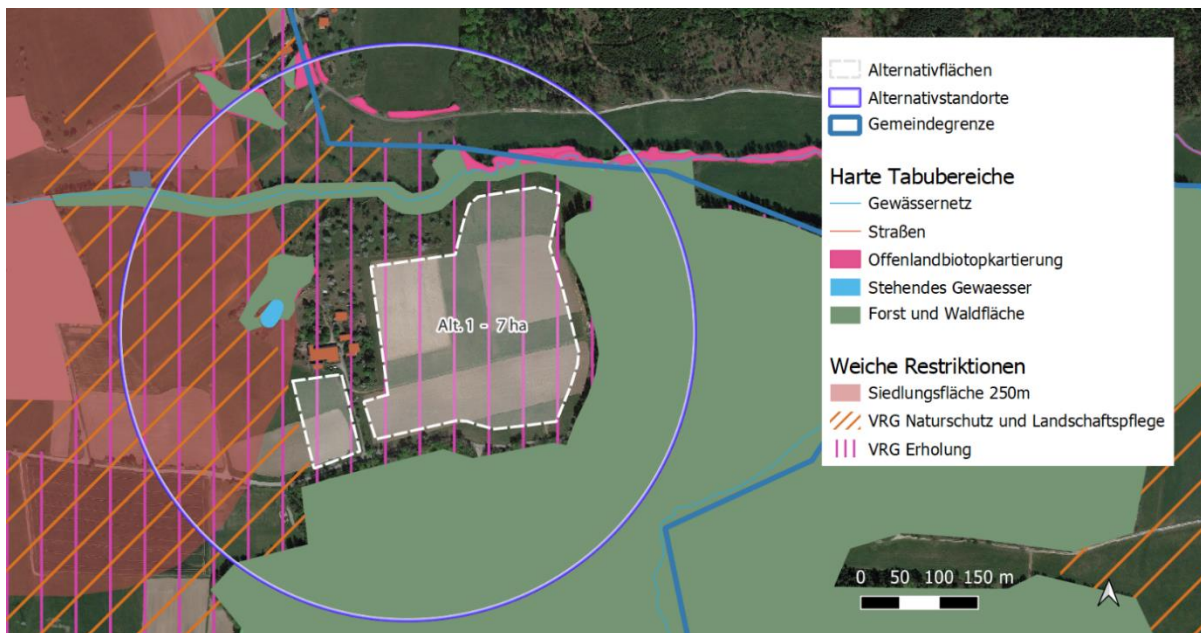 Alternativflächen
Alternativstandorte
Gemeindegrenze
Harte Tabubereiche
Gewässernetz
Straßen
Offenlandbiotopkartierung
Stehendes Gewaesser
Forst und Waldfläche
Weiche Restriktionen
Siedlungsfläche 250m
VRG Naturschutz und Landschaftspflege
VRG Erholung
Alt. 1 - 7 ha
0 50 100 150 m